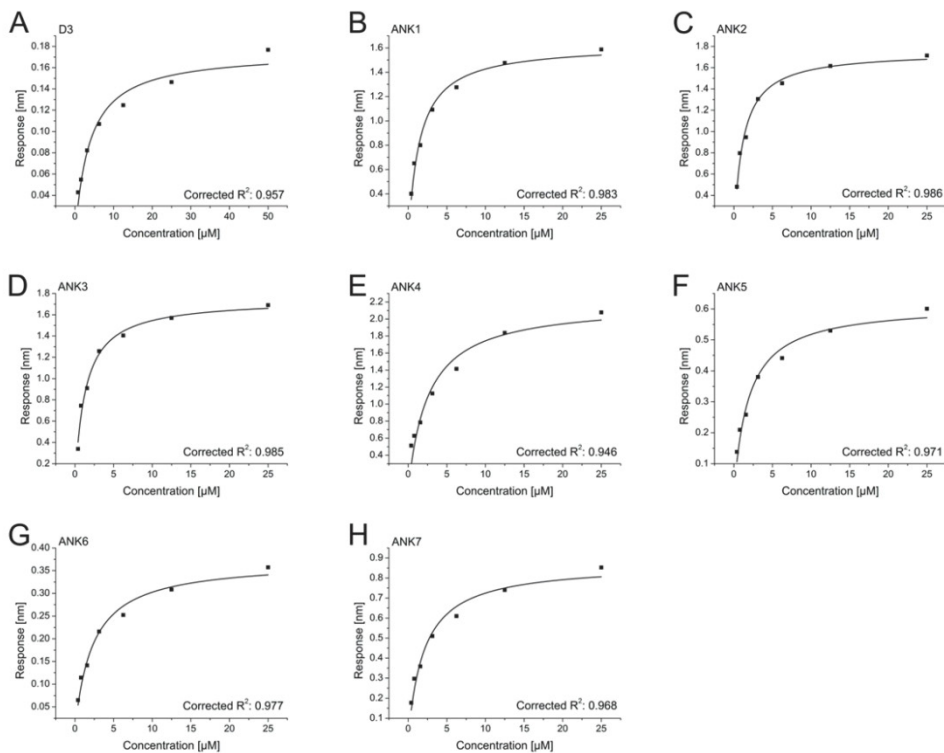 A
D3
0.18
0.16
0.14
0.12
0.10
0.08
0.06
0.04
Response [nm]
0 10 20 30 40 50
Concentration [µM]
Corrected R²: 0.957
B
ANK1
1.6
1.4
1.2
1.0
0.8
0.6
0.4
Response [nm]
0 5 10 15 20 25
Concentration [µM]
Corrected R²: 0.983
C
ANK2
1.8
1.6
1.4
1.2
1.0
0.8
0.6
0.4
Response [nm]
0 5 10 15 20 25
Concentration [µM]
Corrected R²: 0.986
D
ANK3
1.8
1.6
1.4
1.2
1.0
0.8
0.6
0.4
0.2
Response [nm]
0 5 10 15 20 25
Concentration [µM]
Corrected R²: 0.985
E
ANK4
2.2
2.0
1.8
1.6
1.4
1.2
1.0
0.8
0.6
0.4
Response [nm]
0 5 10 15 20 25
Concentration [µM]
Corrected R²: 0.946
F
ANK5
0.6
0.5
0.4
0.3
0.2
0.1
Response [nm]
0 5 10 15 20 25
Concentration [µM]
Corrected R²: 0.971
G
ANK6
0.40
0.35
0.30
0.25
0.20
0.15
0.10
0.05
Response [nm]
0 5 10 15 20 25
Concentration [µM]
Corrected R²: 0.977
H
ANK7
0.9
0.8
0.7
0.6
0.5
0.4
0.3
0.2
0.1
Response [nm]
0 5 10 15 20 25
Concentration [µM]
Corrected R²: 0.968